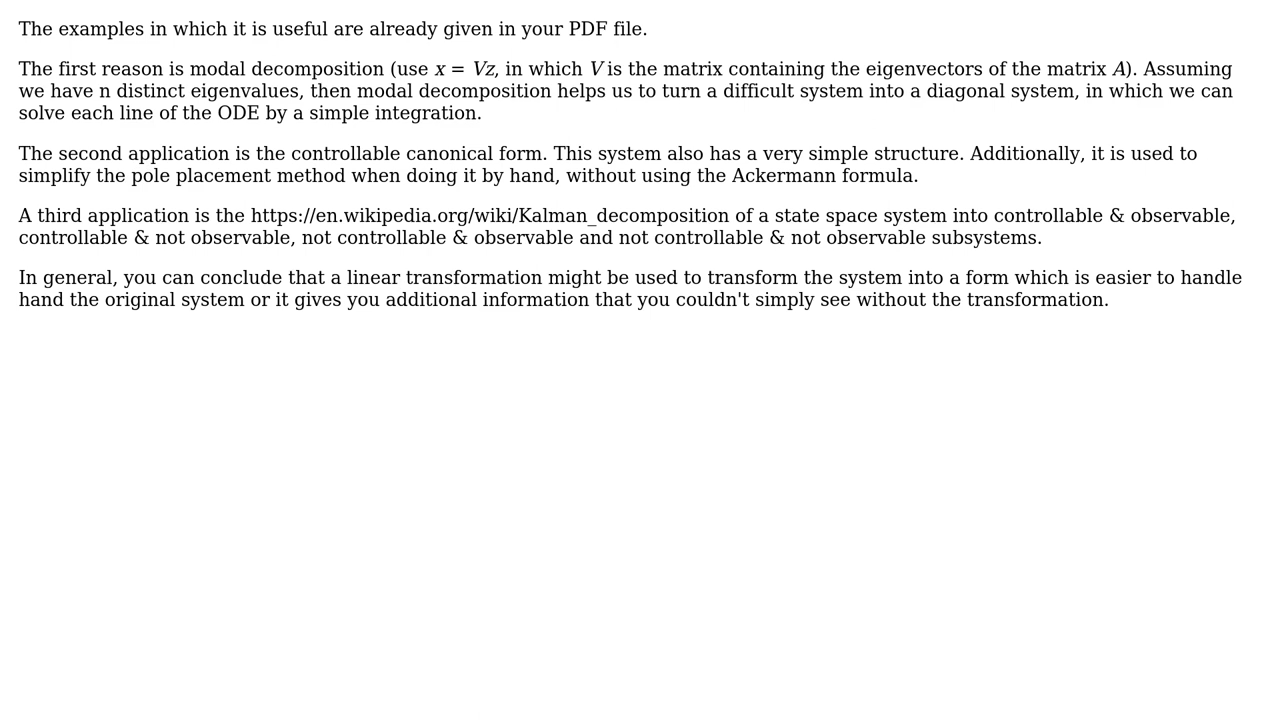 The examples in which it is useful are already given in your PDF file.
The first reason is modal decomposition (use x = Vz, in which V is the matrix containing the eigenvectors of the matrix A). Assuming
we have n distinct eigenvalues, then modal decomposition helps us to turn a difficult system into a diagonal system, in which we can
solve each line of the ODE by a simple integration.
The second application is the controllable canonical form. This system also has a very simple structure. Additionally, it is used to
simplify the pole placement method when doing it by hand, without using the Ackermann formula.
A third application is the https://en.wikipedia.org/wiki/Kalman_decomposition of a state space system into controllable & observable,
controllable & not observable, not controllable & observable and not controllable & not observable subsystems.
In general, you can conclude that a linear transformation might be used to transform the system into a form which is easier to handle
hand the original system or it gives you additional information that you couldn't simply see without the transformation.